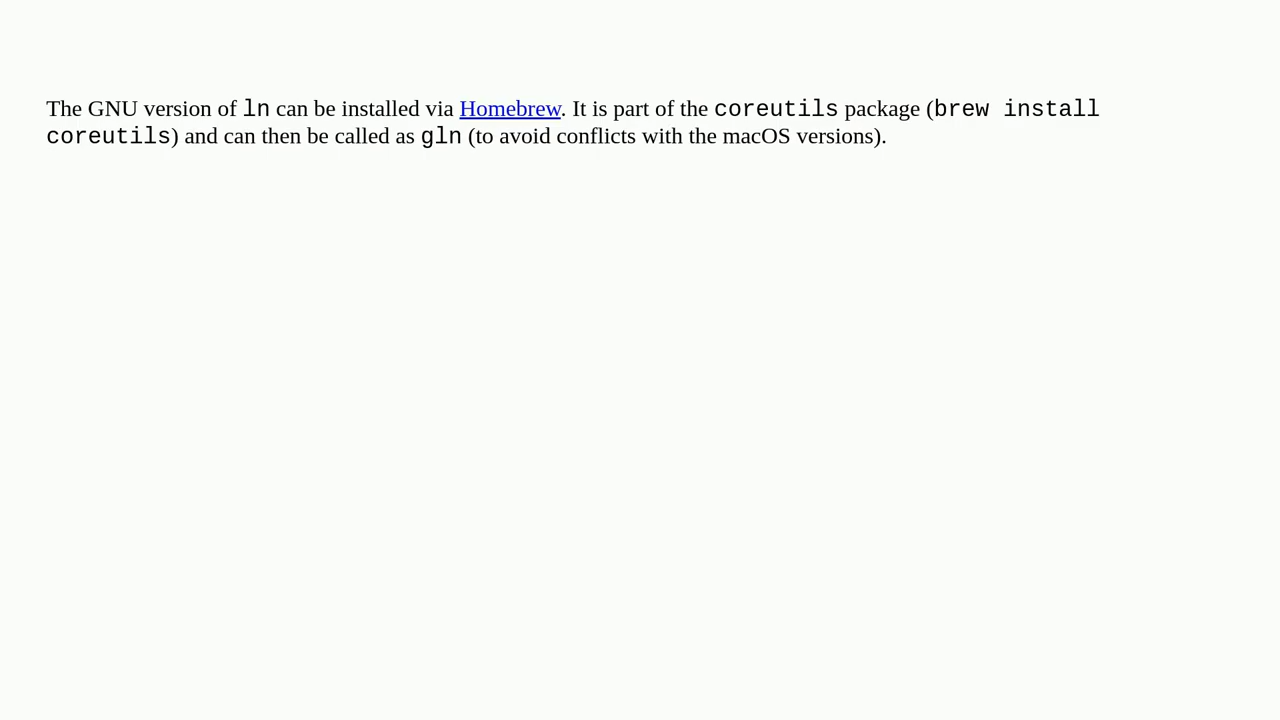 The GNU version of ln can be installed via Homebrew. It is part of the coreutils package (brew install
coreutils) and can then be called as gln (to avoid conflicts with the macOS versions).